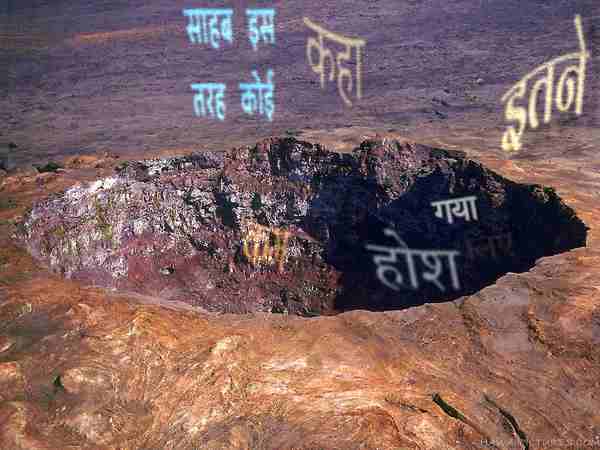 साहब इस
तरह कोई
कहा
इतने
गया
होश
लिए